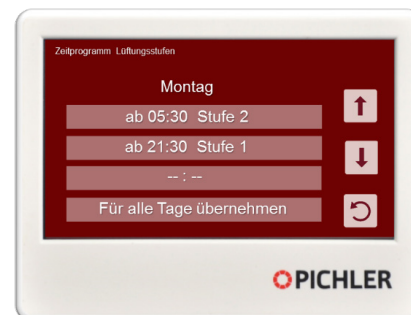 Zeitprogramm Lüftungsstufen
Montag
ab 05:30 Stufe 2
ab 21:30 Stufe 1
-- : --
Für alle Tage übernehmen
PICHLER